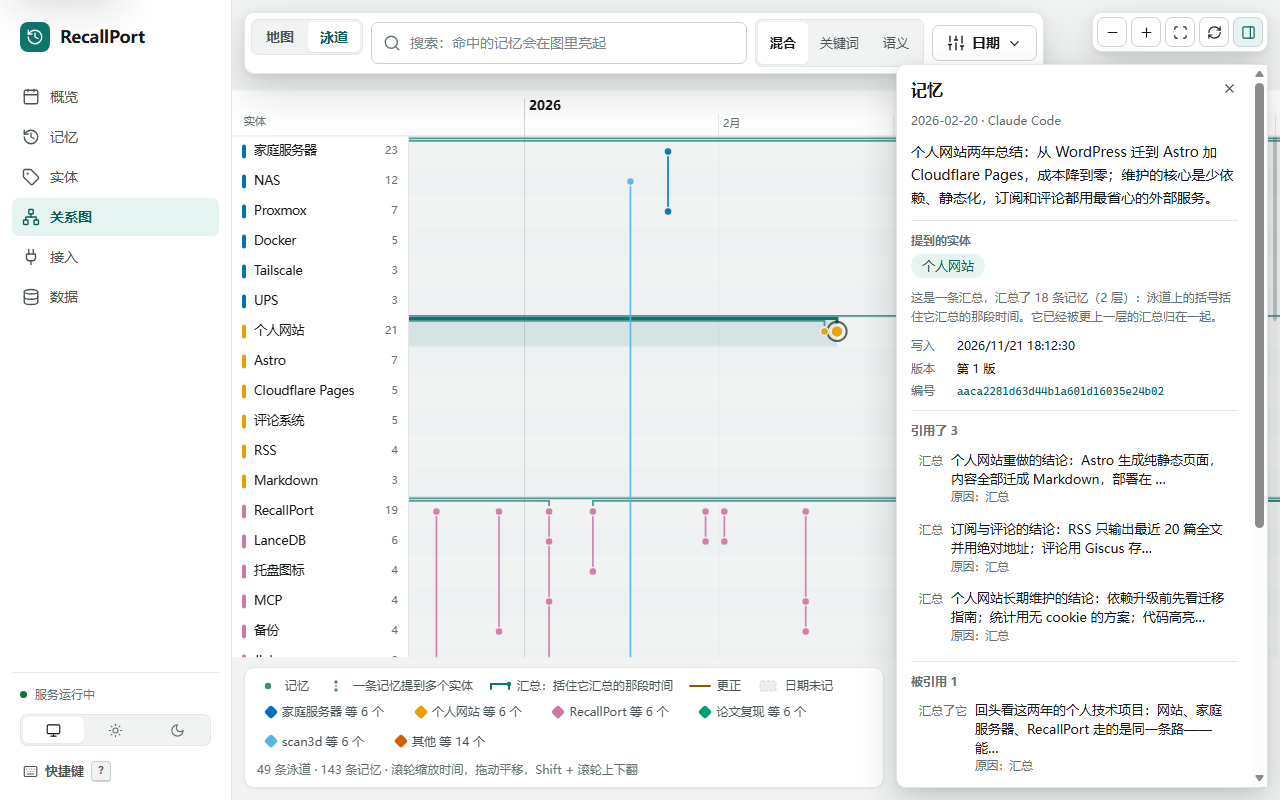 RecallPort
概览
记忆
实体
关系图
接入
数据
服务运行中
快捷键 ?
地图 泳道
搜索：命中的记忆会在图里亮起
混合 关键词 语义
日期
2026
实体
2月
家庭服务器 23
NAS 12
Proxmox 7
Docker 5
Tailscale 3
UPS 3
个人网站 21
Astro 7
Cloudflare Pages 5
评论系统 5
RSS 4
Markdown 3
RecallPort 19
LanceDB 6
托盘图标 4
MCP 4
备份 4
记忆 一条记忆提到多个实体 汇总：括住它汇总的那段时间 更正 日期未记
家庭服务器 等 6 个 个人网站 等 6 个 RecallPort 等 6 个 论文复现 等 6 个
scan3d 等 6 个 其他 等 14 个
49 条泳道 · 143 条记忆 · 滚轮缩放时间，拖动平移，Shift + 滚轮上下翻
记忆
2026-02-20 · Claude Code
个人网站两年总结：从 WordPress 迁到 Astro 加
Cloudflare Pages，成本降到零；维护的核心是少依
赖、静态化，订阅和评论都用最省心的外部服务。
提到的实体
个人网站
这是一条汇总，汇总了 18 条记忆（2 层）：泳道上的括号括
住它汇总的那段时间。它已经被更上一层的汇总归在一起。
写入 2026/11/21 18:12:30
版本 第 1 版
编号 aaca2281d63d44b1a601d16035e24b02
引用了 3
汇总 个人网站重做的结论：Astro 生成纯静态页面，
内容全部迁成 Markdown，部署在 ...
原因：汇总
汇总 订阅与评论的结论：RSS 只输出最近 20 篇全文
并用绝对地址；评论用 Giscus 存...
原因：汇总
汇总 个人网站长期维护的结论：依赖升级前先看迁移
指南；统计用无 cookie 的方案；代码高亮...
原因：汇总
被引用 1
汇总了它 回头看这两年的个人技术项目：网站、家庭
服务器、RecallPort 走的是同一条路——
能...
原因：汇总